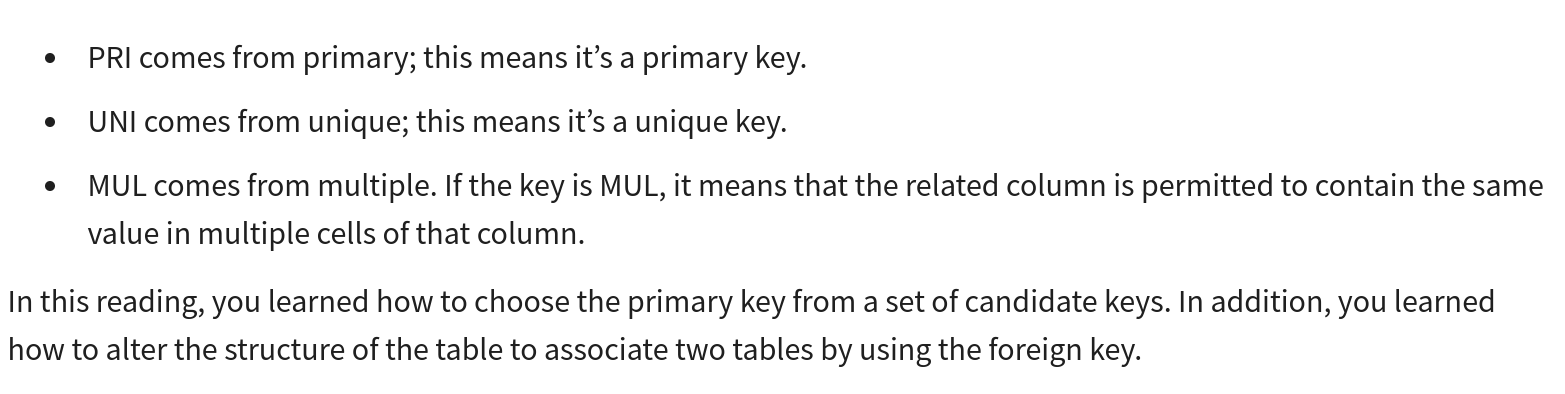 • PRI comes from primary; this means it’s a primary key.
• UNI comes from unique; this means it’s a unique key.
• MUL comes from multiple. If the key is MUL, it means that the related column is permitted to contain the same
value in multiple cells of that column.
In this reading, you learned how to choose the primary key from a set of candidate keys. In addition, you learned
how to alter the structure of the table to associate two tables by using the foreign key.